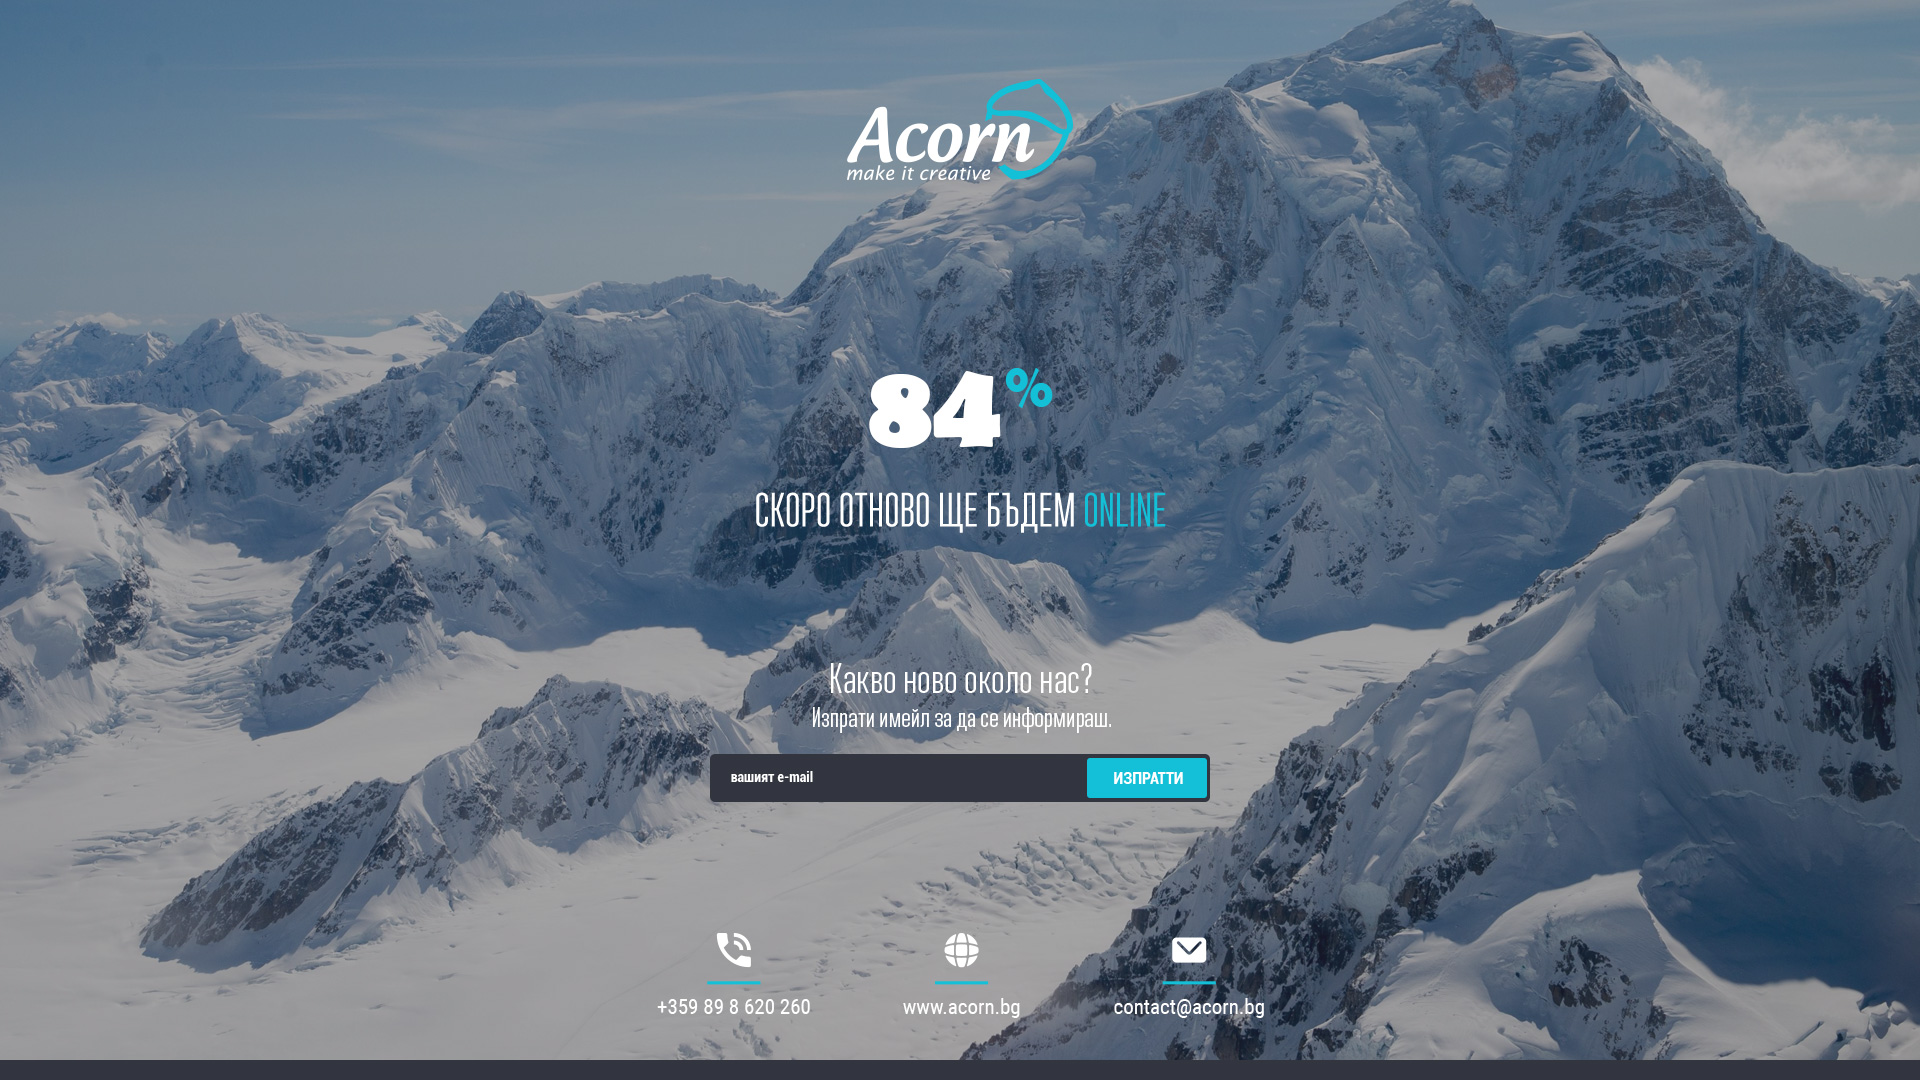 Acorn
make it creative
84%
СКОРО ОТНОВО ЩЕ БЪДЕМ ONLINE
Какво ново около нас?
Изпрати имейл за да се информираш.
вашият e-mail
ИЗПРАТТИ
+359 89 8 620 260
www.acorn.bg
contact@acorn.bg